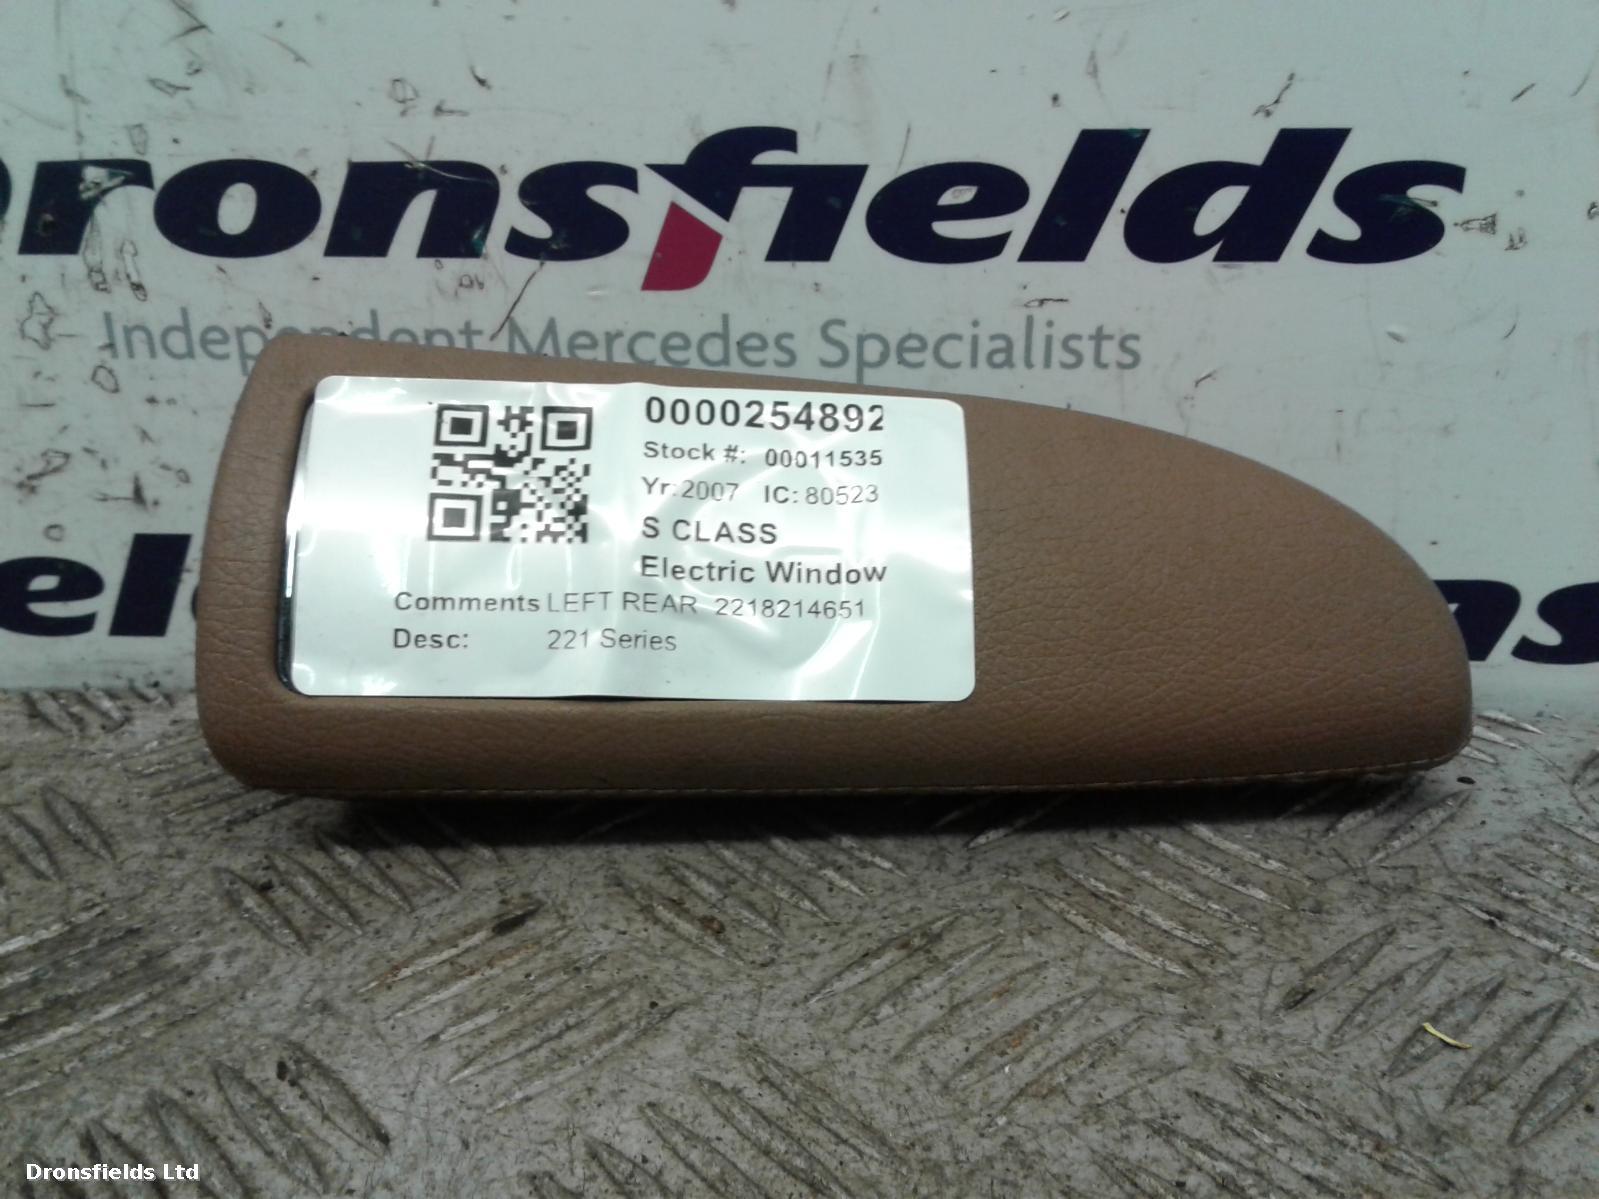 Dronsfields
Independent Mercedes Specialists
0000254892
Stock #: 00011535
Yr: 2007 IC: 80523
S CLASS
Electric Window
Comments LEFT REAR 2218214651
Desc: 221 Series
Dronsfields Ltd